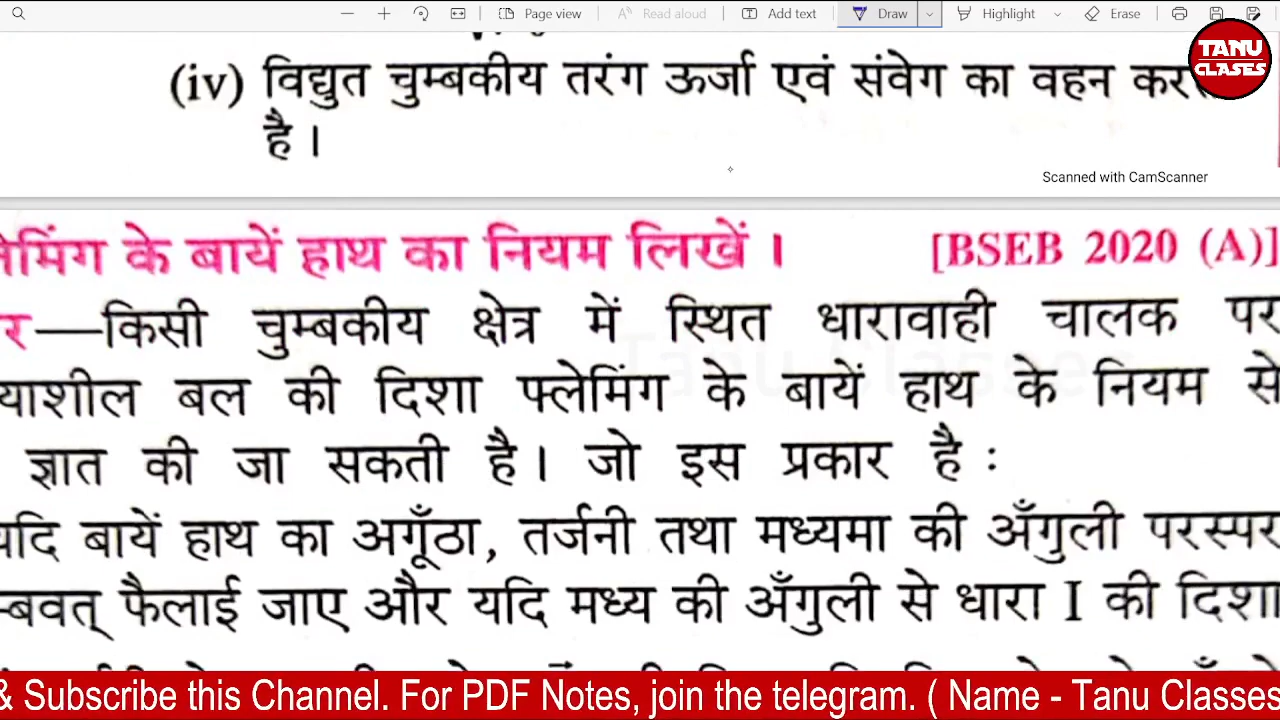 Page view Read aloud Add text Draw Highlight Erase
TANU
CLASES
(iv) विद्युत चुम्बकीय तरंग ऊर्जा एवं संवेग का वहन
है।
Scanned with CamScanner
के बायें हाथ का नियम लिखें। [BSEB 2020 (A)]
र—किसी चुम्बकीय क्षेत्र में स्थित धारावाही चालक पर
याशील बल की दिशा फ्लेमिंग के बायें हाथ के नियम से
ज्ञात की जा सकती है। जो इस प्रकार है :
यदि बायें हाथ का अगूँठा, तर्जनी तथा मध्यमा की अँगुली परस्पर
म्बवत् फैलाई जाए और यदि मध्य की अँगुली से धारा I की दिशा
& Subscribe this Channel. For PDF Notes, join the telegram. ( Name - Tanu Classes